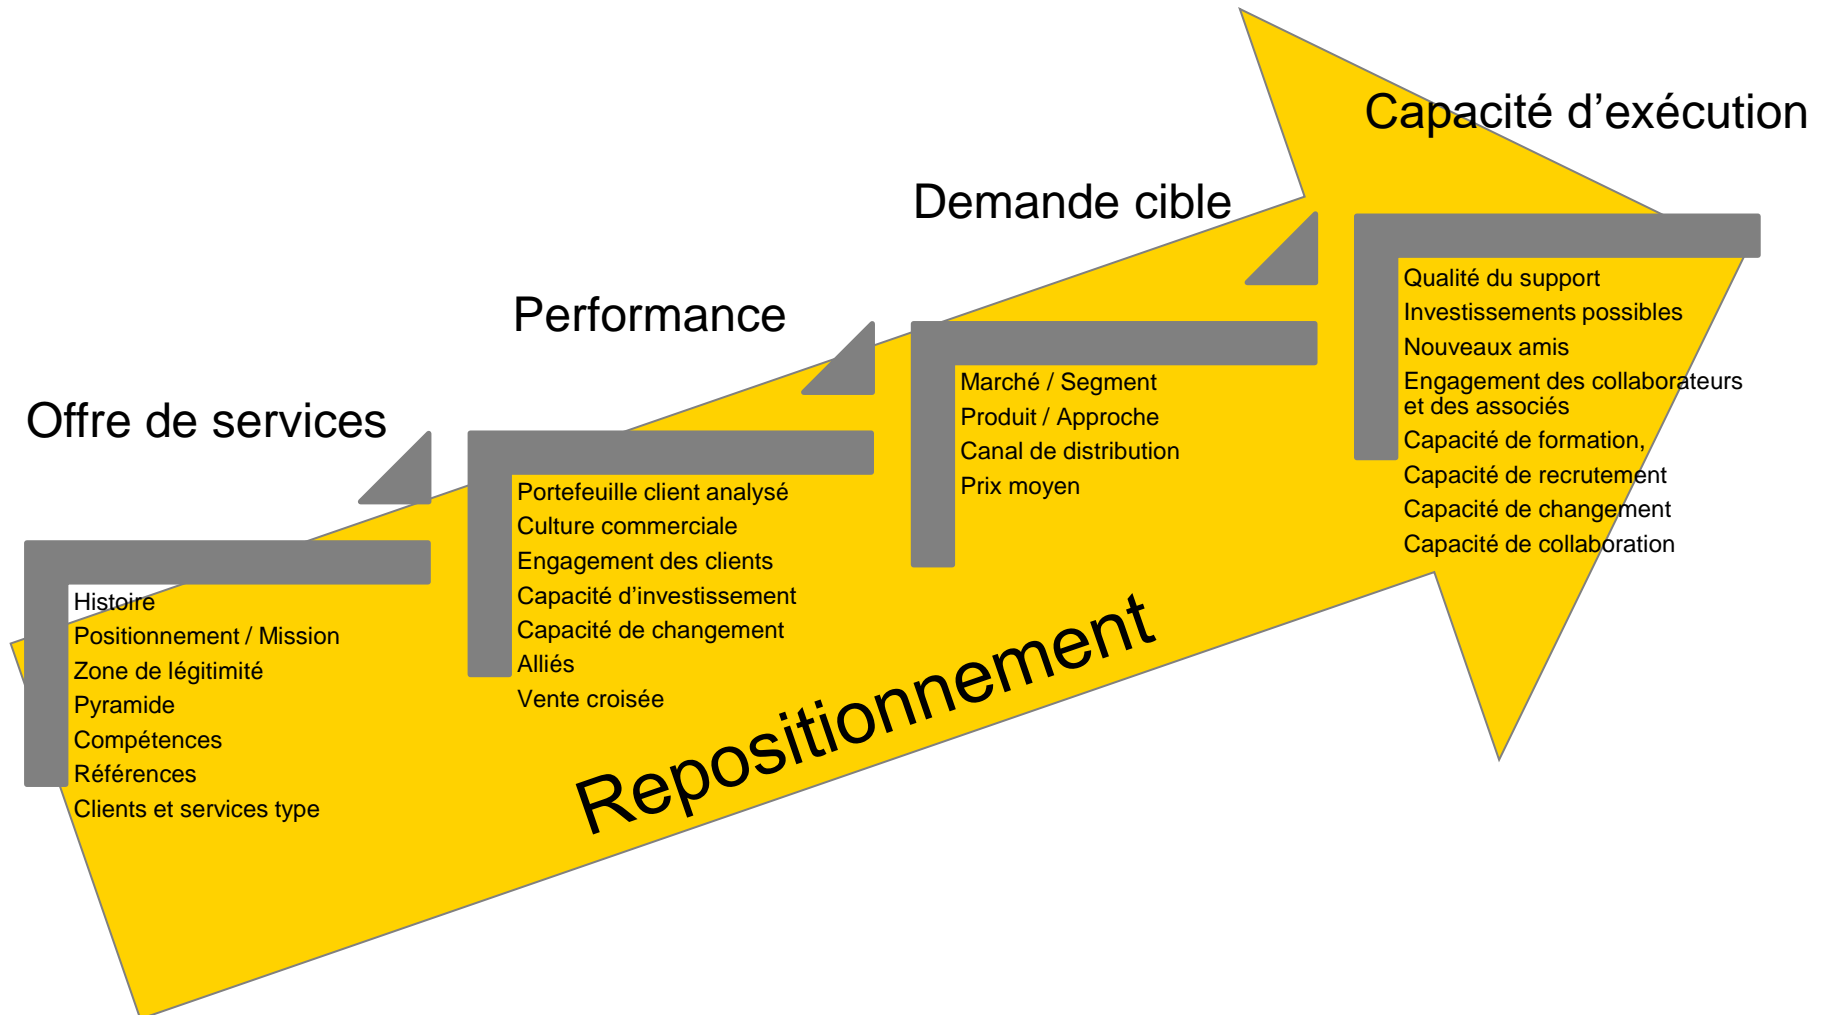 Offre de services
Histoire
Positionnement / Mission
Zone de légitimité
Pyramide
Compétences
Références
Clients et services type
Performance
Portefeuille client analysé
Culture commerciale
Engagement des clients
Capacité d’investissement
Capacité de changement
Alliés
Vente croisée
Demande cible
Marché / Segment
Produit / Approche
Canal de distribution
Prix moyen
Capacité d’exécution
Qualité du support
Investissements possibles
Nouveaux amis
Engagement des collaborateurs
et des associés
Capacité de formation,
Capacité de recrutement
Capacité de changement
Capacité de collaboration
Repositionnement